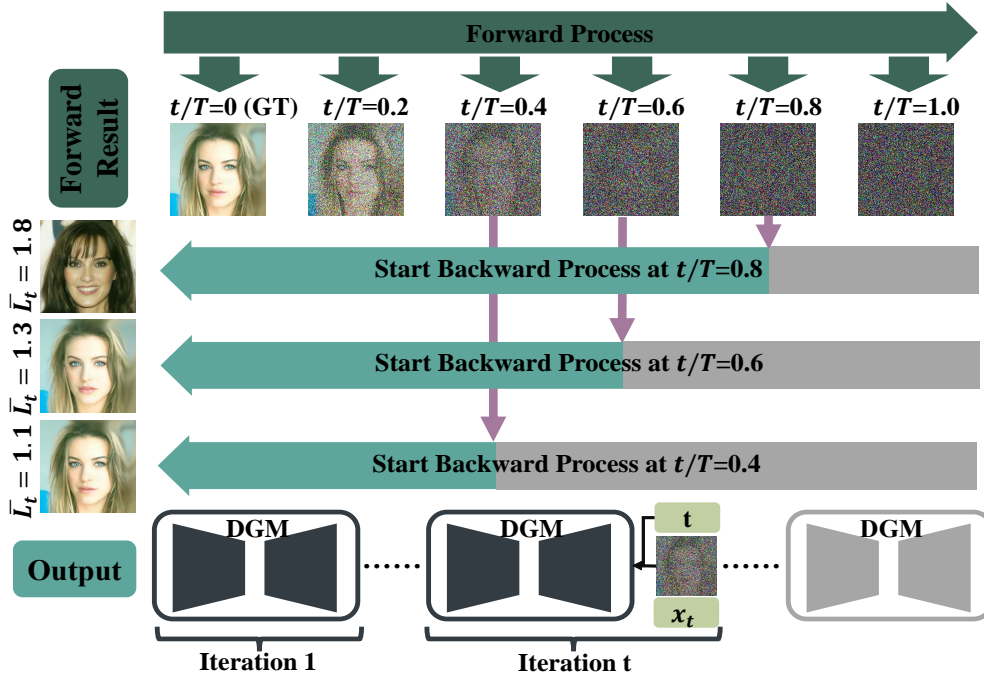 Forward Process
Forward Result
t/T=0 (GT)
t/T=0.2
t/T=0.4
t/T=0.6
t/T=0.8
t/T=1.0
L̅t = 1.8
Start Backward Process at t/T=0.8
L̅t = 1.3
Start Backward Process at t/T=0.6
L̅t = 1.1
Start Backward Process at t/T=0.4
Output
DGM
......
DGM
t
xt
......
DGM
Iteration 1
Iteration t